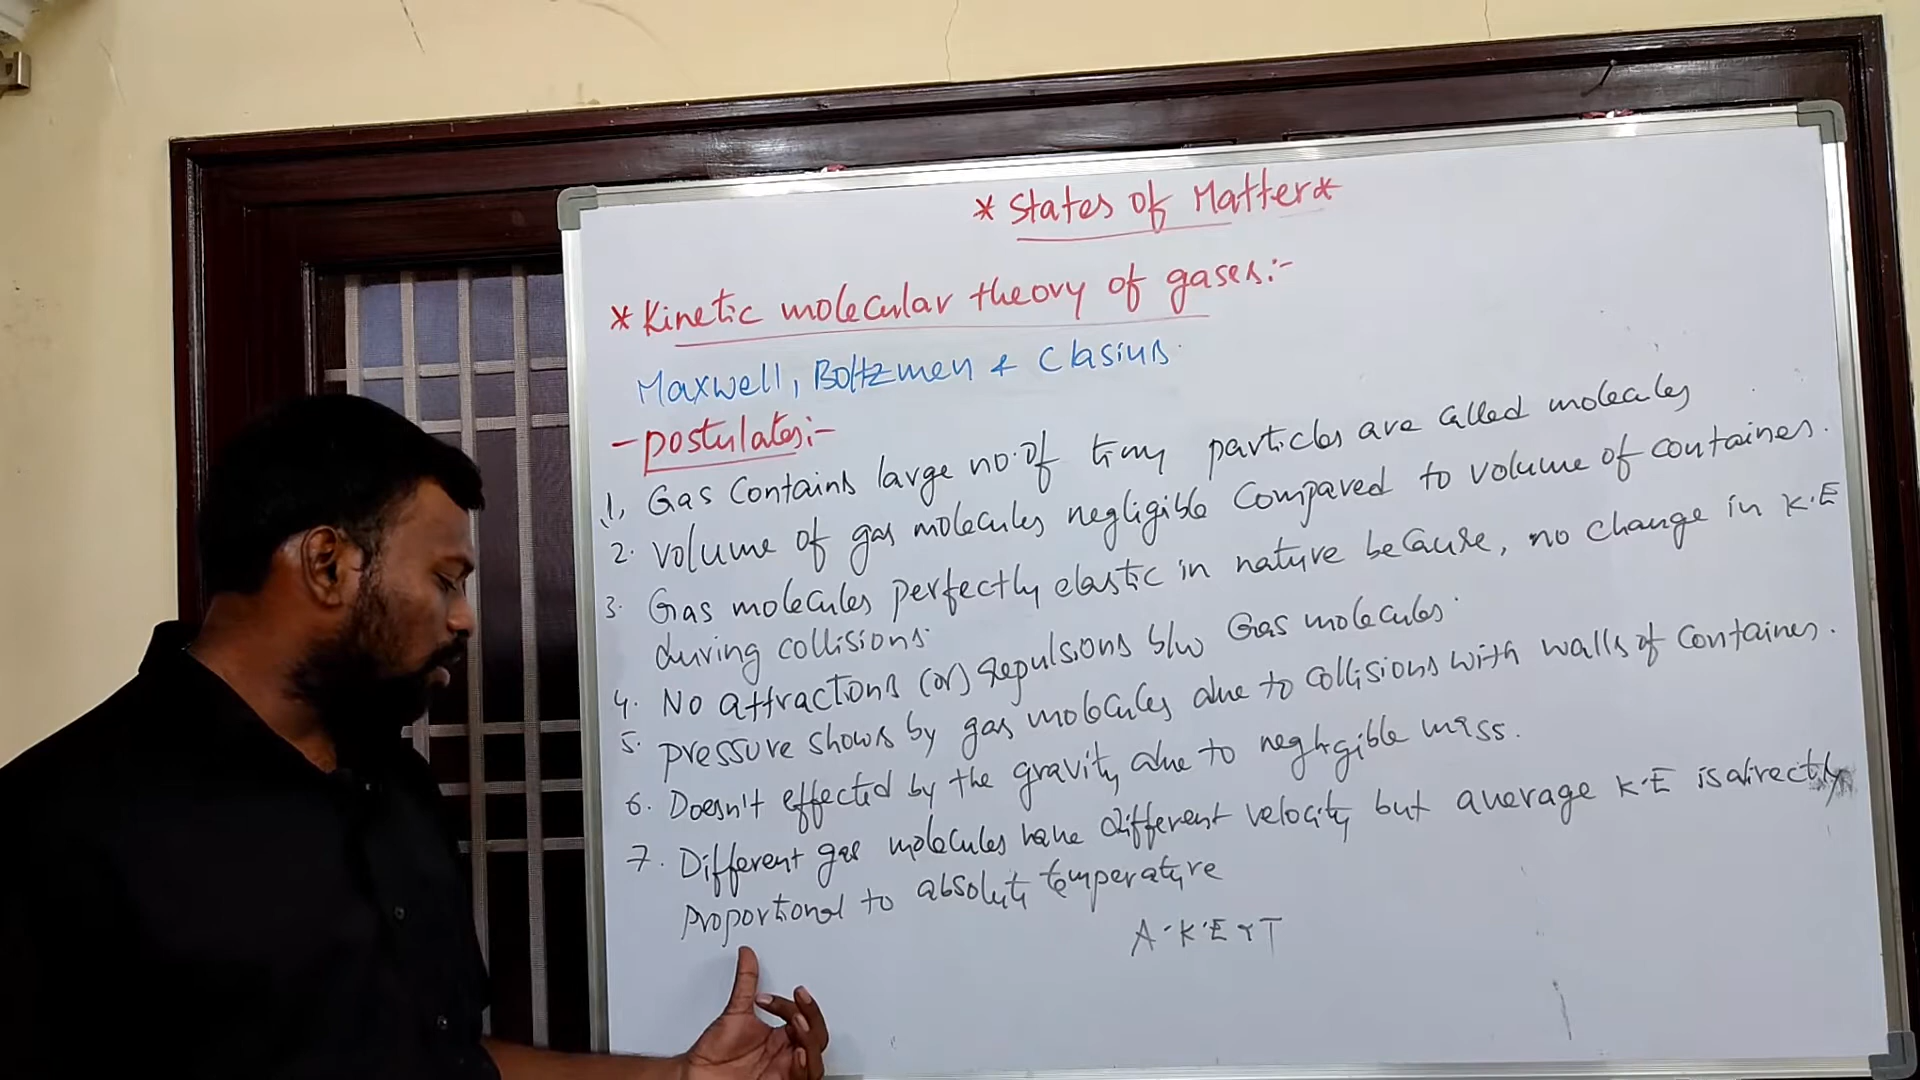 * States of Matter *
* Kinetic molecular theory of gases:-
Maxwell, Boltzmen & Clasius.
- postulates:-
1. Gas Contains large no. of tiny particles are called molecules
2. Volume of gas molecules negligible Compared to volume of container.
3. Gas molecules perfectly elastic in nature because, no change in K.E
during collisions.
4. No attractions (or) repulsions b/w Gas molecules.
5. pressure shows by gas molecules due to collisions with walls of Container.
6. Doesn't effected by the gravity due to negligible mass.
7. Different gas molecules have different velocity but average K.E is directly
proportional to absolute temperature
A.K.E ∝ T